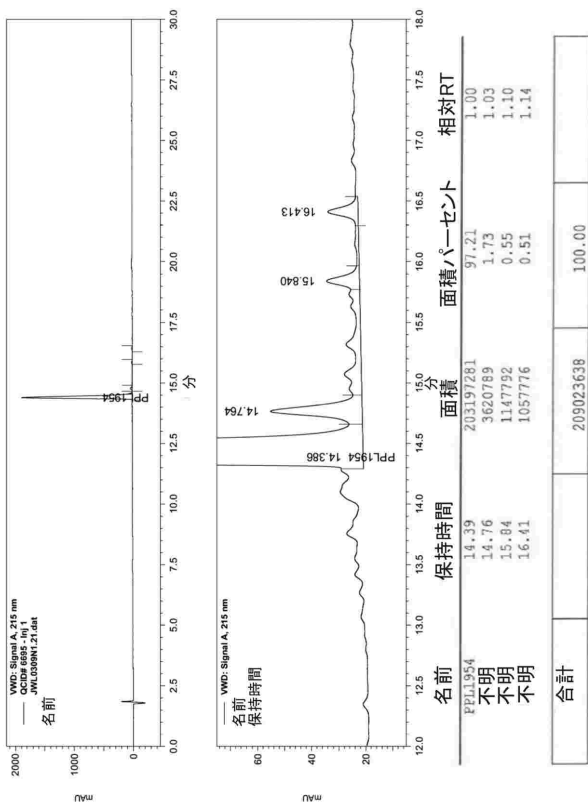 VWD: Signal A, 215 nm
QCID# 6695 - Inj 1
JWL0309N1.21.dat
名前
mAU
2000
1000
0
PPL1954
0.0 2.5 5.0 7.5 10.0 12.5 15.0 17.5 20.0 22.5 25.0 27.5 30.0
分
VWD: Signal A, 215 nm
名前
保持時間
mAU
60
40
20
PPL1954 14.386
14.764
15.840
16.413
12.0 12.5 13.0 13.5 14.0 14.5 15.0 15.5 16.0 16.5 17.0 17.5 18.0
分
名前 保持時間 面積 面積パーセント 相対RT
PPL1954 14.39 203197281 97.21 1.00
不明 14.76 3620789 1.73 1.03
不明 15.84 1147792 0.55 1.10
不明 16.41 1057776 0.51 1.14
合計 209023638 100.00